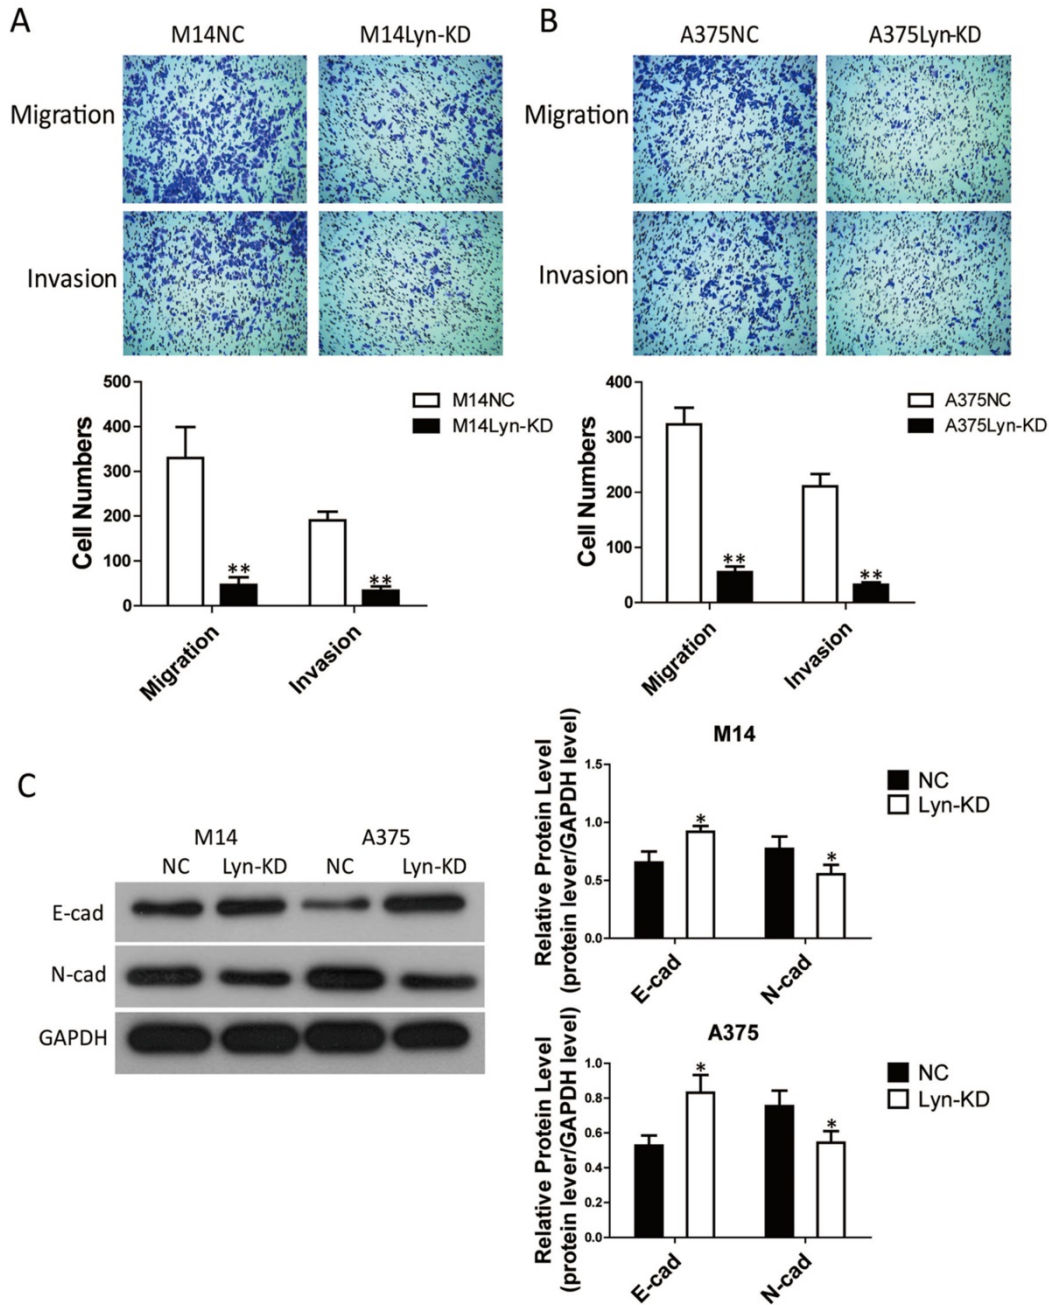 A
M14NC M14Lyn-KD
Migration
Invasion
500
400
300
200
100
0
Cell Numbers
M14NC
M14Lyn-KD
**
**
Migration Invasion
B
A375NC A375Lyn-KD
Migration
Invasion
400
300
200
100
0
Cell Numbers
A375NC
A375Lyn-KD
**
**
Migration Invasion
C
M14 A375
NC Lyn-KD NC Lyn-KD
E-cad
N-cad
GAPDH
M14
Relative Protein Level
(protein lever/GAPDH level)
1.5
1.0
0.5
0.0
*
*
NC
Lyn-KD
E-cad N-cad
A375
Relative Protein Level
(protein lever/GAPDH level)
1.0
0.8
0.6
0.4
0.2
0.0
*
*
NC
Lyn-KD
E-cad N-cad